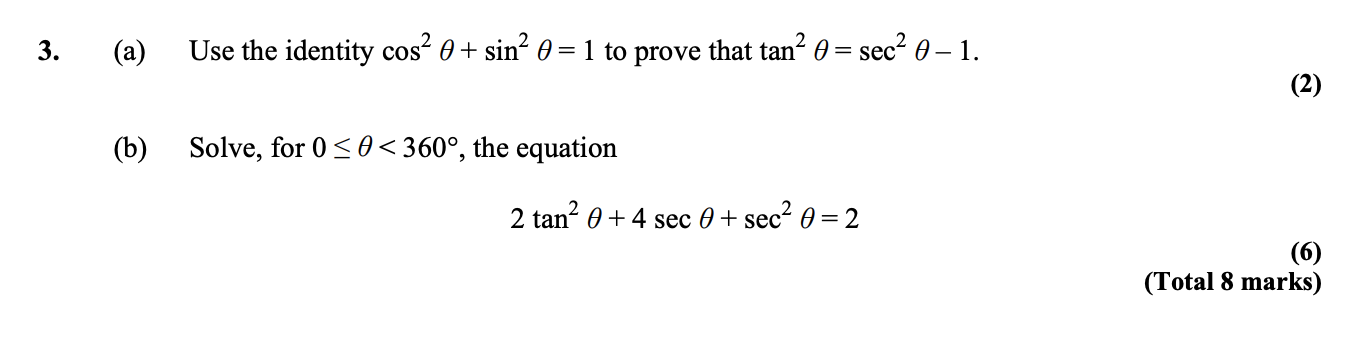 3. (a) Use the identity cos² θ + sin² θ = 1 to prove that tan² θ = sec² θ – 1.
(2)
(b) Solve, for 0 ≤ θ < 360°, the equation
2 tan² θ + 4 sec θ + sec² θ = 2
(6)
(Total 8 marks)